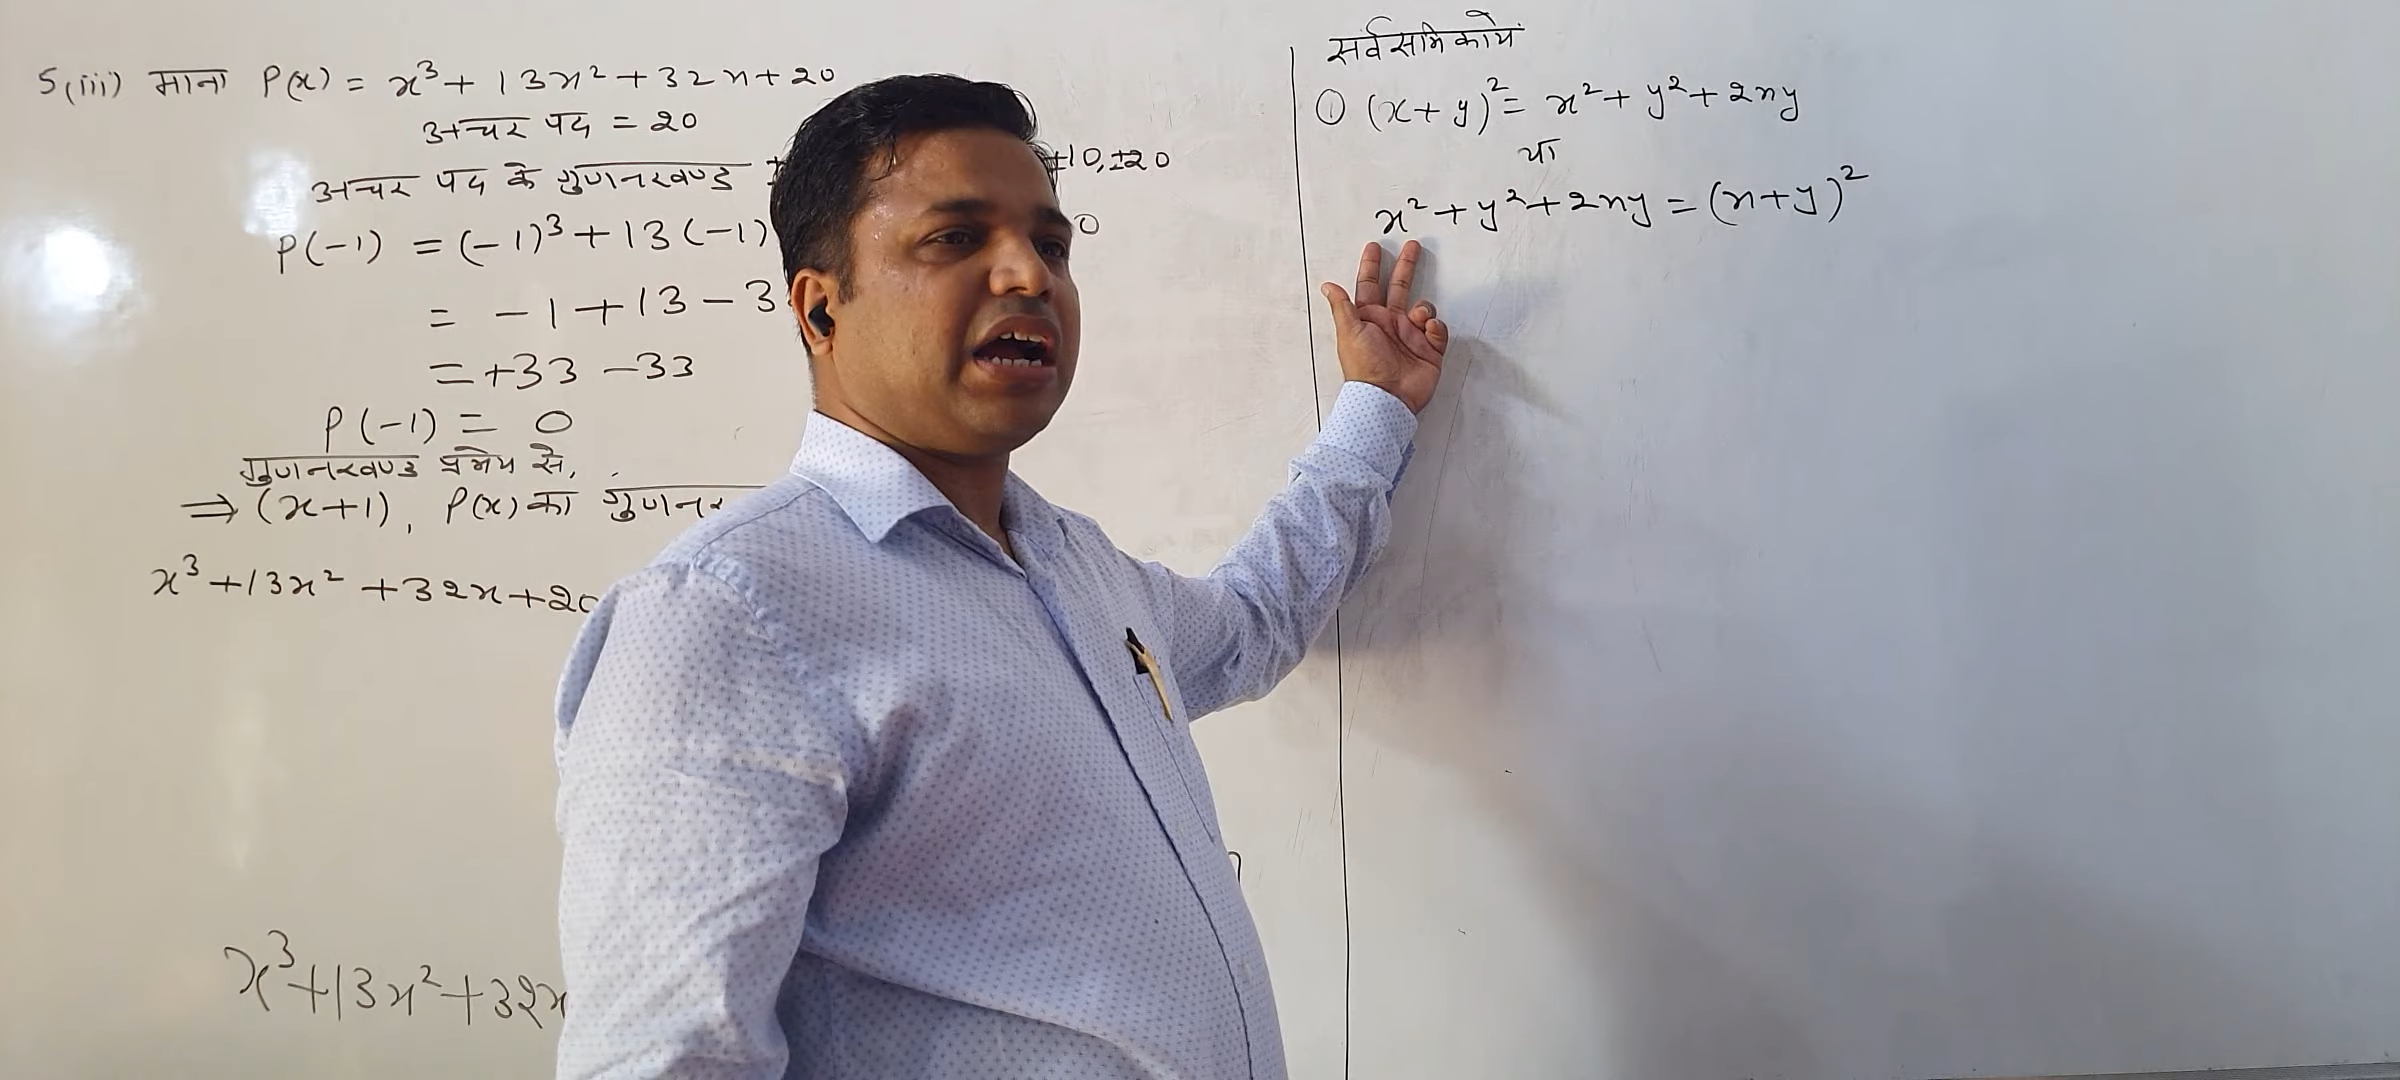 5(iii) माना P(x) = x³ + 13x² + 32x + 20
अचर पद = 20
अचर पद के गुणनखण्ड ±10, ±20
P(-1) = (-1)³ + 13(-1) 0
= -1 + 13 - 3
= +33 - 33
P(-1) = 0
गुणनखण्ड प्रमेय से,
⇒ (x+1), P(x) का
x³ + 13x² + 32x + 20
x³ + 13x² + 32x
सर्वसमिकाये
① (x+y)² = x² + y² + 2xy
या
x² + y² + 2xy = (x+y)²